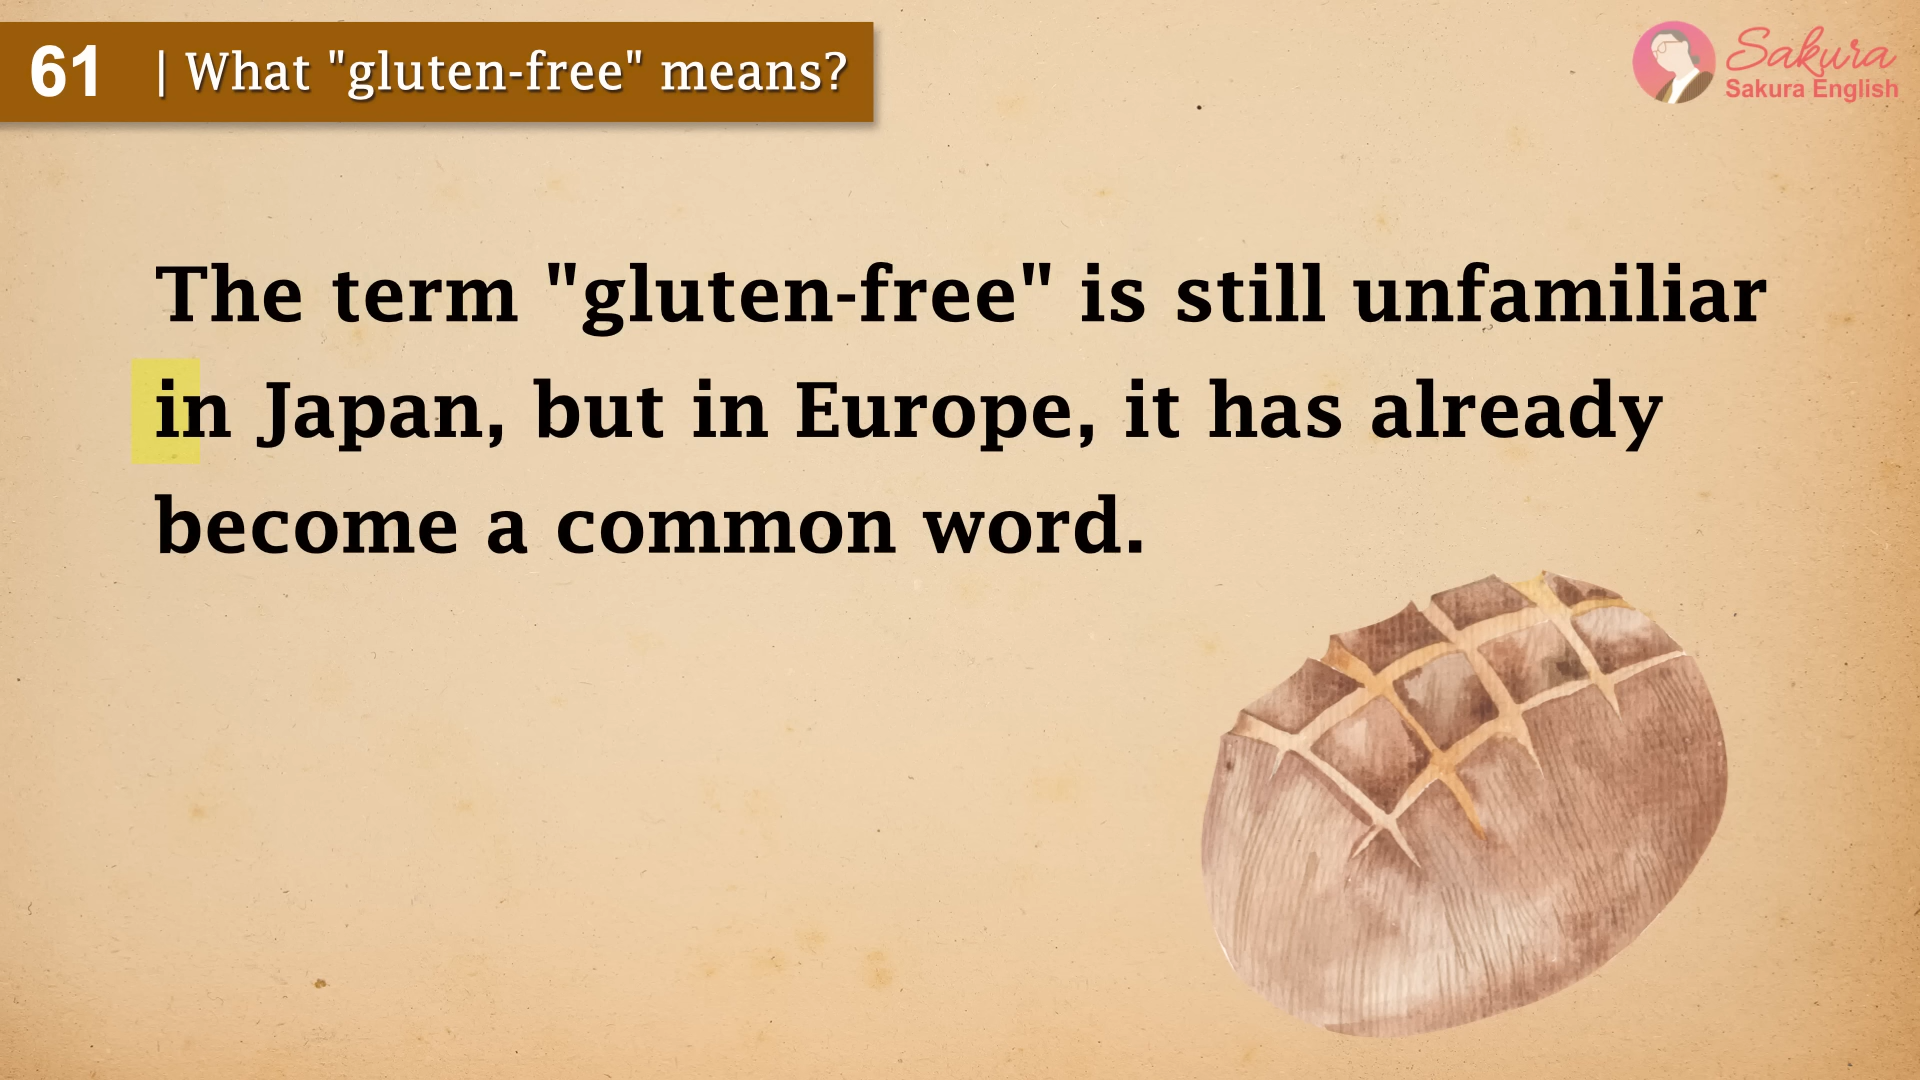 61 | What "gluten-free" means?
Sakura
Sakura English
The term "gluten-free" is still unfamiliar
in Japan, but in Europe, it has already
become a common word.